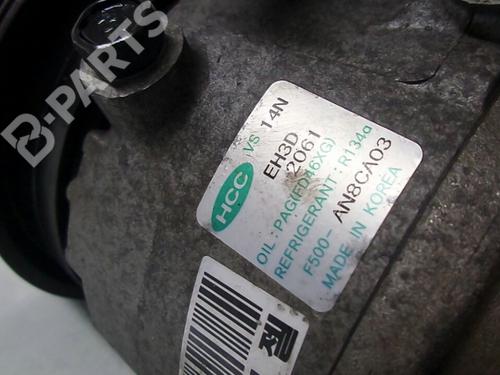 B-PARTS
HCC VS 14N
EH3D
2061
OIL : PAG(FD46XG)
REFRIGERANT : R134a
F500- AN8CA03
MADE IN KOREA